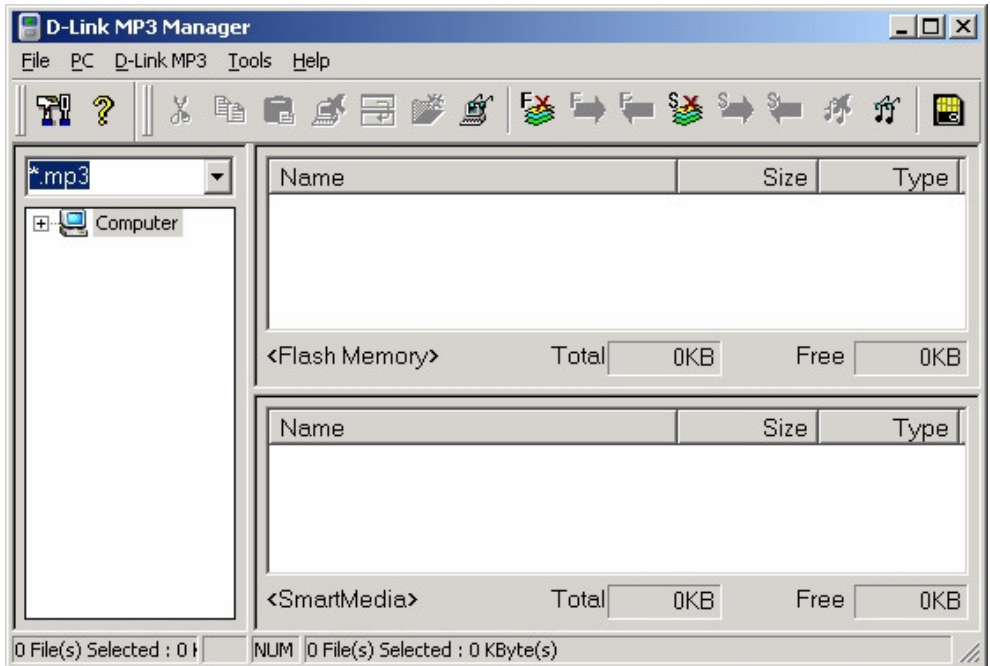 D-Link MP3 Manager
File PC D-Link MP3 Tools Help
F F F S S S
*.mp3
Computer
Name Size Type
<Flash Memory> Total 0KB Free 0KB
Name Size Type
<SmartMedia> Total 0KB Free 0KB
0 File(s) Selected : 0 NUM 0 File(s) Selected : 0 KByte(s)